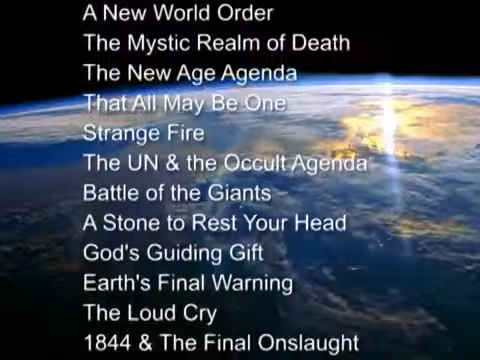 A New World Order
The Mystic Realm of Death
The New Age Agenda
That All May Be One
Strange Fire
The UN & the Occult Agenda
Battle of the Giants
A Stone to Rest Your Head
God's Guiding Gift
Earth's Final Warning
The Loud Cry
1844 & The Final Onslaught